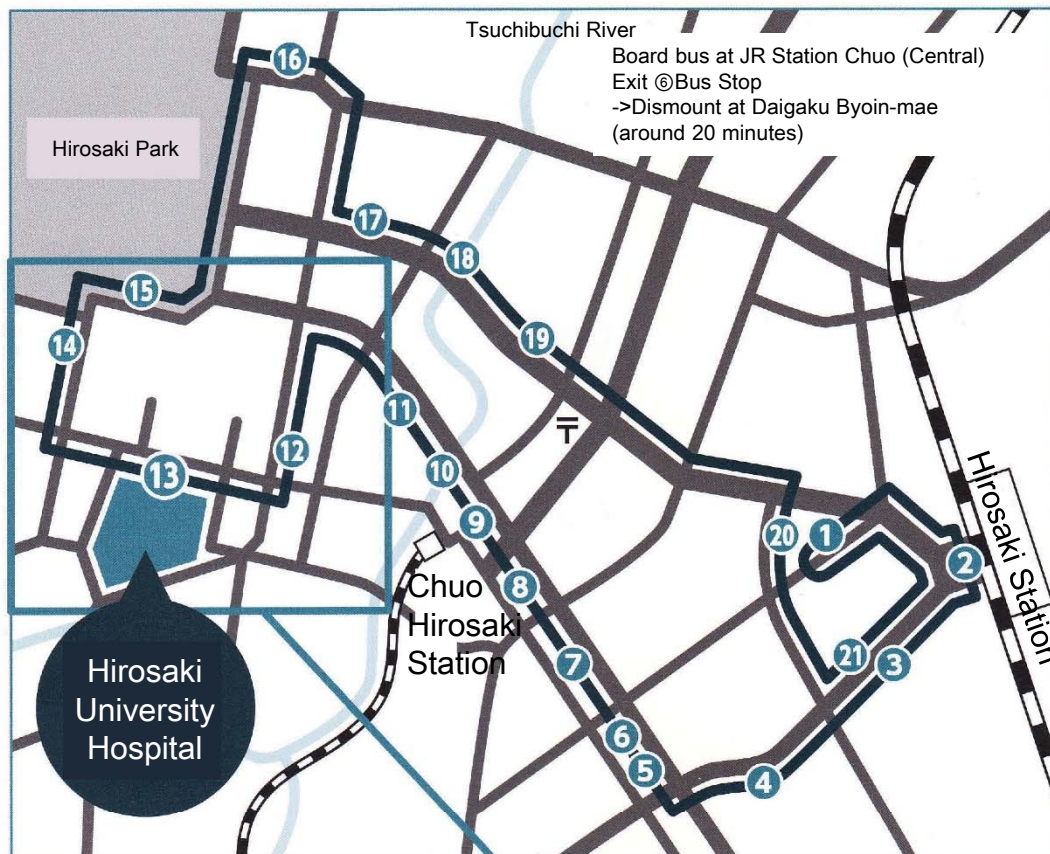 Tsuchibuchi River
Board bus at JR Station Chuo (Central)
Exit ⑥Bus Stop
->Dismount at Daigaku Byoin-mae
(around 20 minutes)
16
Hirosaki Park
17
18
15
19
14
11
〒
12
10
13
9
20
1
2
8
Chuo
Hirosaki
Station
Hirosaki Station
7
21
3
Hirosaki
University
Hospital
6
5
4